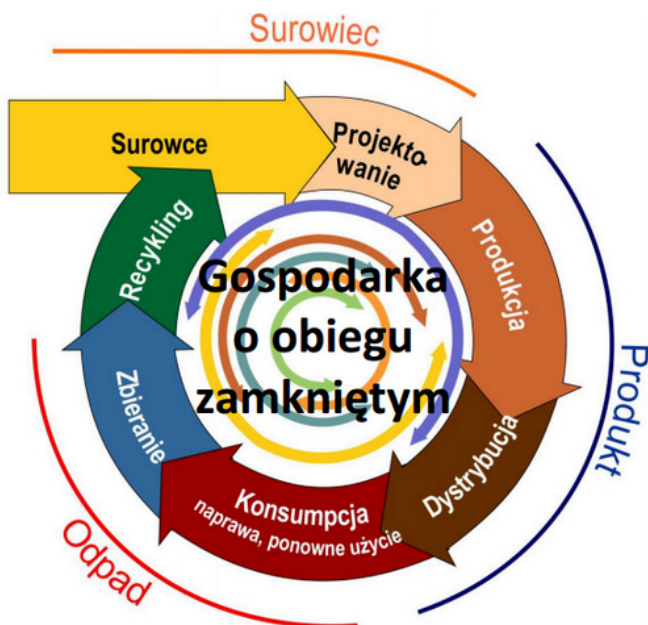 Surowiec
Surowce
Projekto-
wanie
Produkcja
Produkt
Dystrybucja
Konsumpcja
naprawa, ponowne użycie
Odpad
Zbieranie
Recykling
Gospodarka
o obiegu
zamkniętym